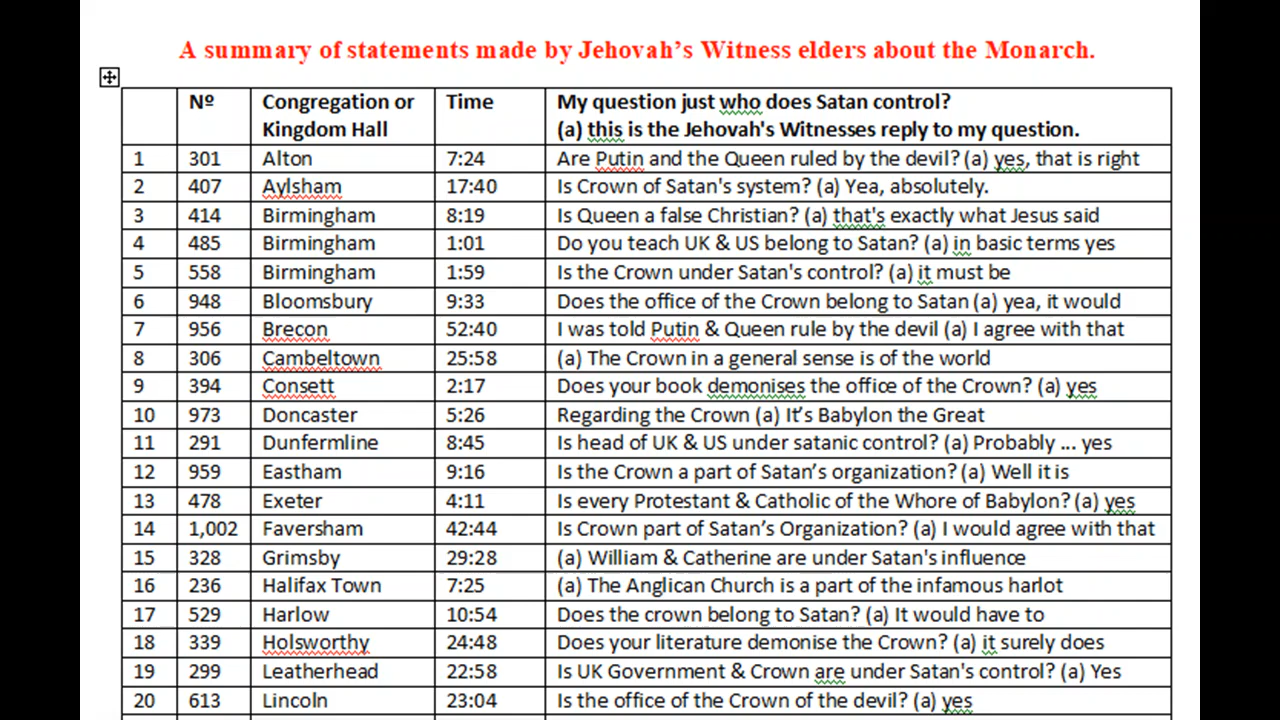 A summary of statements made by Jehovah's Witness elders about the Monarch.
Nº Congregation or Kingdom Hall Time My question just who does Satan control? (a) this is the Jehovah's Witnesses reply to my question.
1 301 Alton 7:24 Are Putin and the Queen ruled by the devil? (a) yes, that is right
2 407 Aylsham 17:40 Is Crown of Satan's system? (a) Yea, absolutely.
3 414 Birmingham 8:19 Is Queen a false Christian? (a) that's exactly what Jesus said
4 485 Birmingham 1:01 Do you teach UK & US belong to Satan? (a) in basic terms yes
5 558 Birmingham 1:59 Is the Crown under Satan's control? (a) it must be
6 948 Bloomsbury 9:33 Does the office of the Crown belong to Satan (a) yea, it would
7 956 Brecon 52:40 I was told Putin & Queen rule by the devil (a) I agree with that
8 306 Cambeltown 25:58 (a) The Crown in a general sense is of the world
9 394 Consett 2:17 Does your book demonises the office of the Crown? (a) yes
10 973 Doncaster 5:26 Regarding the Crown (a) It's Babylon the Great
11 291 Dunfermline 8:45 Is head of UK & US under satanic control? (a) Probably ... yes
12 959 Eastham 9:16 Is the Crown a part of Satan's organization? (a) Well it is
13 478 Exeter 4:11 Is every Protestant & Catholic of the Whore of Babylon? (a) yes
14 1,002 Faversham 42:44 Is Crown part of Satan's Organization? (a) I would agree with that
15 328 Grimsby 29:28 (a) William & Catherine are under Satan's influence
16 236 Halifax Town 7:25 (a) The Anglican Church is a part of the infamous harlot
17 529 Harlow 10:54 Does the crown belong to Satan? (a) It would have to
18 339 Holsworthy 24:48 Does your literature demonise the Crown? (a) it surely does
19 299 Leatherhead 22:58 Is UK Government & Crown are under Satan's control? (a) Yes
20 613 Lincoln 23:04 Is the office of the Crown of the devil? (a) yes